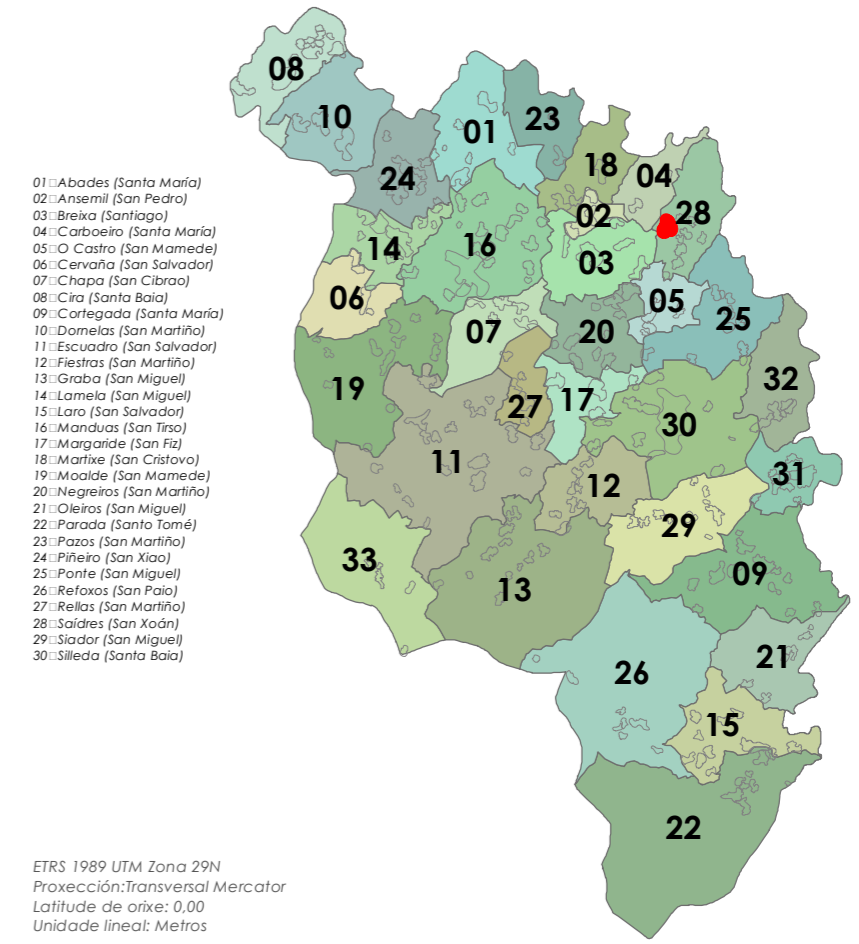 08
10
01
23
18
04
24
28
02
14
16
03
06
05
07
20
25
19
32
27
17
30
11
12
31
29
33
13
09
26
21
15
22
01□Abades (Santa María)
02□Ansemil (San Pedro)
03□Breixa (Santiago)
04□Carboeiro (Santa María)
05□O Castro (San Mamede)
06□Cervaña (San Salvador)
07□Chapa (San Cibrao)
08□Cira (Santa Baia)
09□Cortegada (Santa María)
10□Dornelas (San Martiño)
11□Escuadro (San Salvador)
12□Fiestras (San Martiño)
13□Graba (San Miguel)
14□Lamela (San Miguel)
15□Laro (San Salvador)
16□Manduas (San Tirso)
17□Margaride (San Fiz)
18□Martixe (San Cristovo)
19□Moalde (San Mamede)
20□Negreiros (San Martiño)
21□Oleiros (San Miguel)
22□Parada (Santo Tomé)
23□Pazos (San Martiño)
24□Piñeiro (San Xiao)
25□Ponte (San Miguel)
26□Refoxos (San Paio)
27□Rellas (San Martiño)
28□Saídres (San Xoán)
29□Siador (San Miguel)
30□Silleda (Santa Baia)
ETRS 1989 UTM Zona 29N
Proxección:Transversal Mercator
Latitude de orixe: 0,00
Unidade lineal: Metros